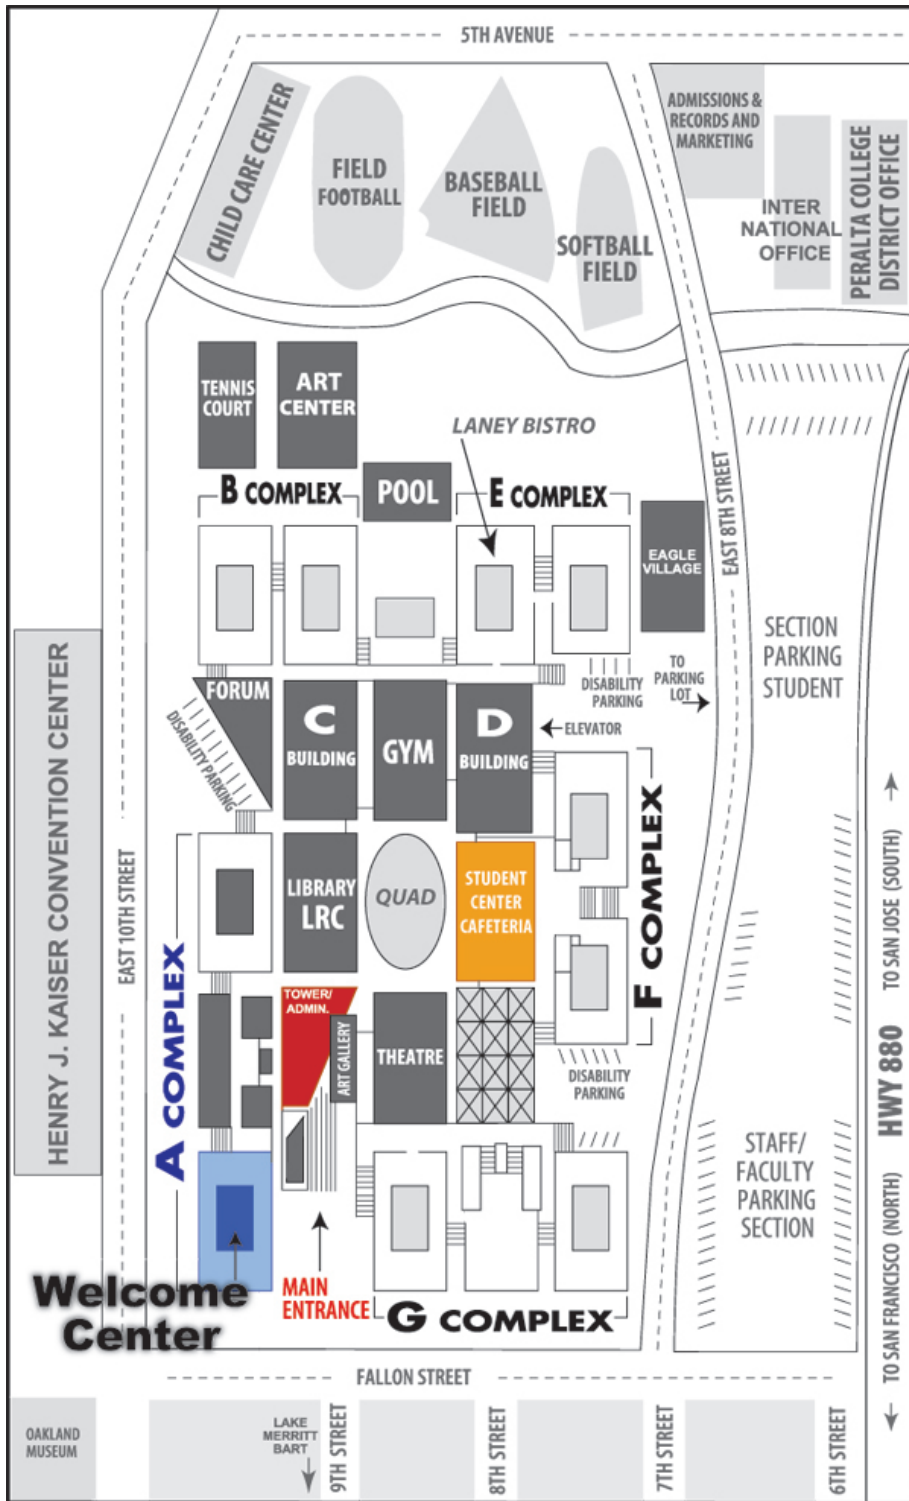 5TH AVENUE
CHILD CARE CENTER
FIELD
FOOTBALL
BASEBALL
FIELD
SOFTBALL
FIELD
ADMISSIONS &
RECORDS AND
MARKETING
INTER
NATIONAL
OFFICE
PERALTA COLLEGE
DISTRICT OFFICE
TENNIS
COURT
ART
CENTER
LANEY BISTRO
B COMPLEX
POOL
E COMPLEX
EAST 8TH STREET
EAGLE
VILLAGE
HENRY J. KAISER CONVENTION CENTER
EAST 10TH STREET
SECTION
PARKING
STUDENT
FORUM
DISABILITY PARKING
C
BUILDING
GYM
D
BUILDING
ELEVATOR
DISABILITY
PARKING
TO
PARKING
LOT
F COMPLEX
A COMPLEX
LIBRARY
LRC
QUAD
STUDENT
CENTER
CAFETERIA
TO SAN JOSE (SOUTH)
HWY 880
TO SAN FRANCISCO (NORTH)
TOWER/
ADMIN.
ART GALLERY
THEATRE
DISABILITY
PARKING
STAFF/
FACULTY
PARKING
SECTION
Welcome
Center
MAIN
ENTRANCE
G COMPLEX
FALLON STREET
OAKLAND
MUSEUM
LAKE
MERRITT
BART
9TH STREET
8TH STREET
7TH STREET
6TH STREET